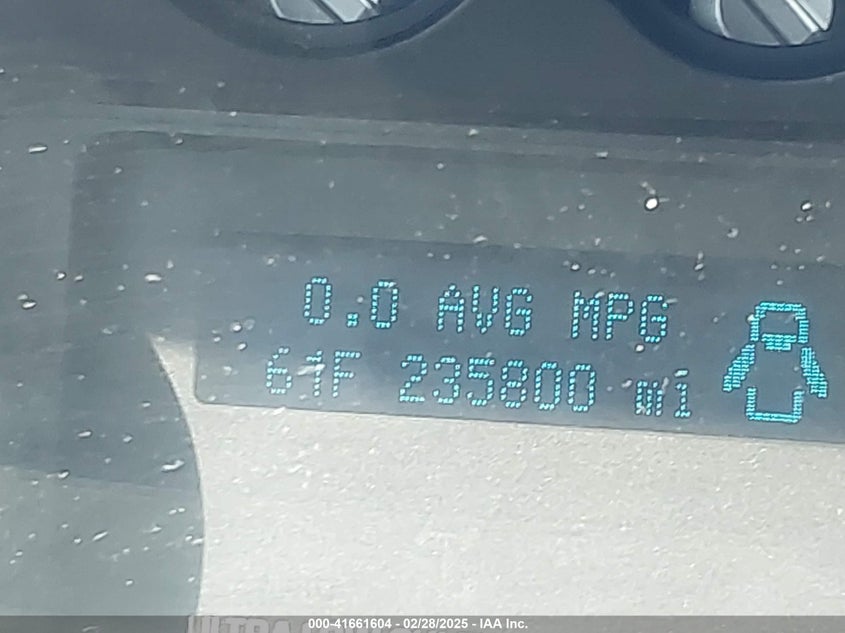 0.0 AVG MPG
61F 235800 mi
000-41661604 - 02/28/2025 - IAA Inc.